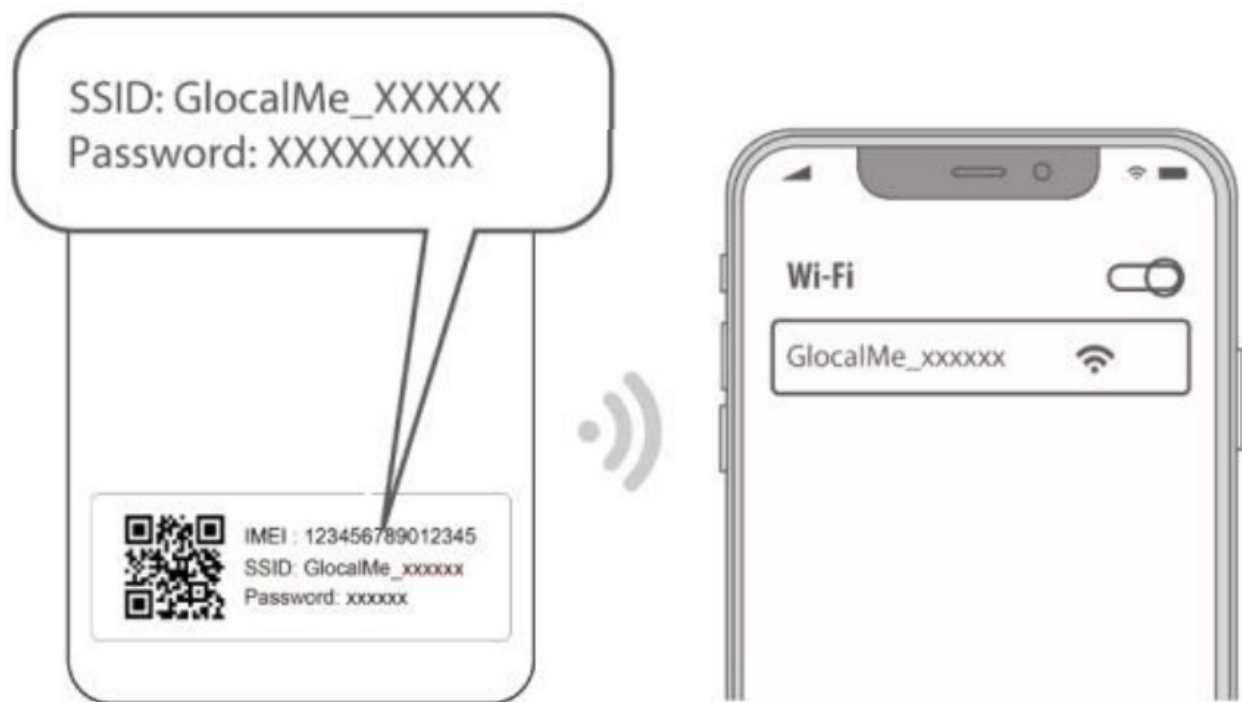 SSID: GlocalMe_XXXXX
Password: XXXXXXXX
IMEI : 123456789012345
SSID: GlocalMe_xxxxxx
Password: xxxxxx
Wi-Fi
GlocalMe_xxxxxx